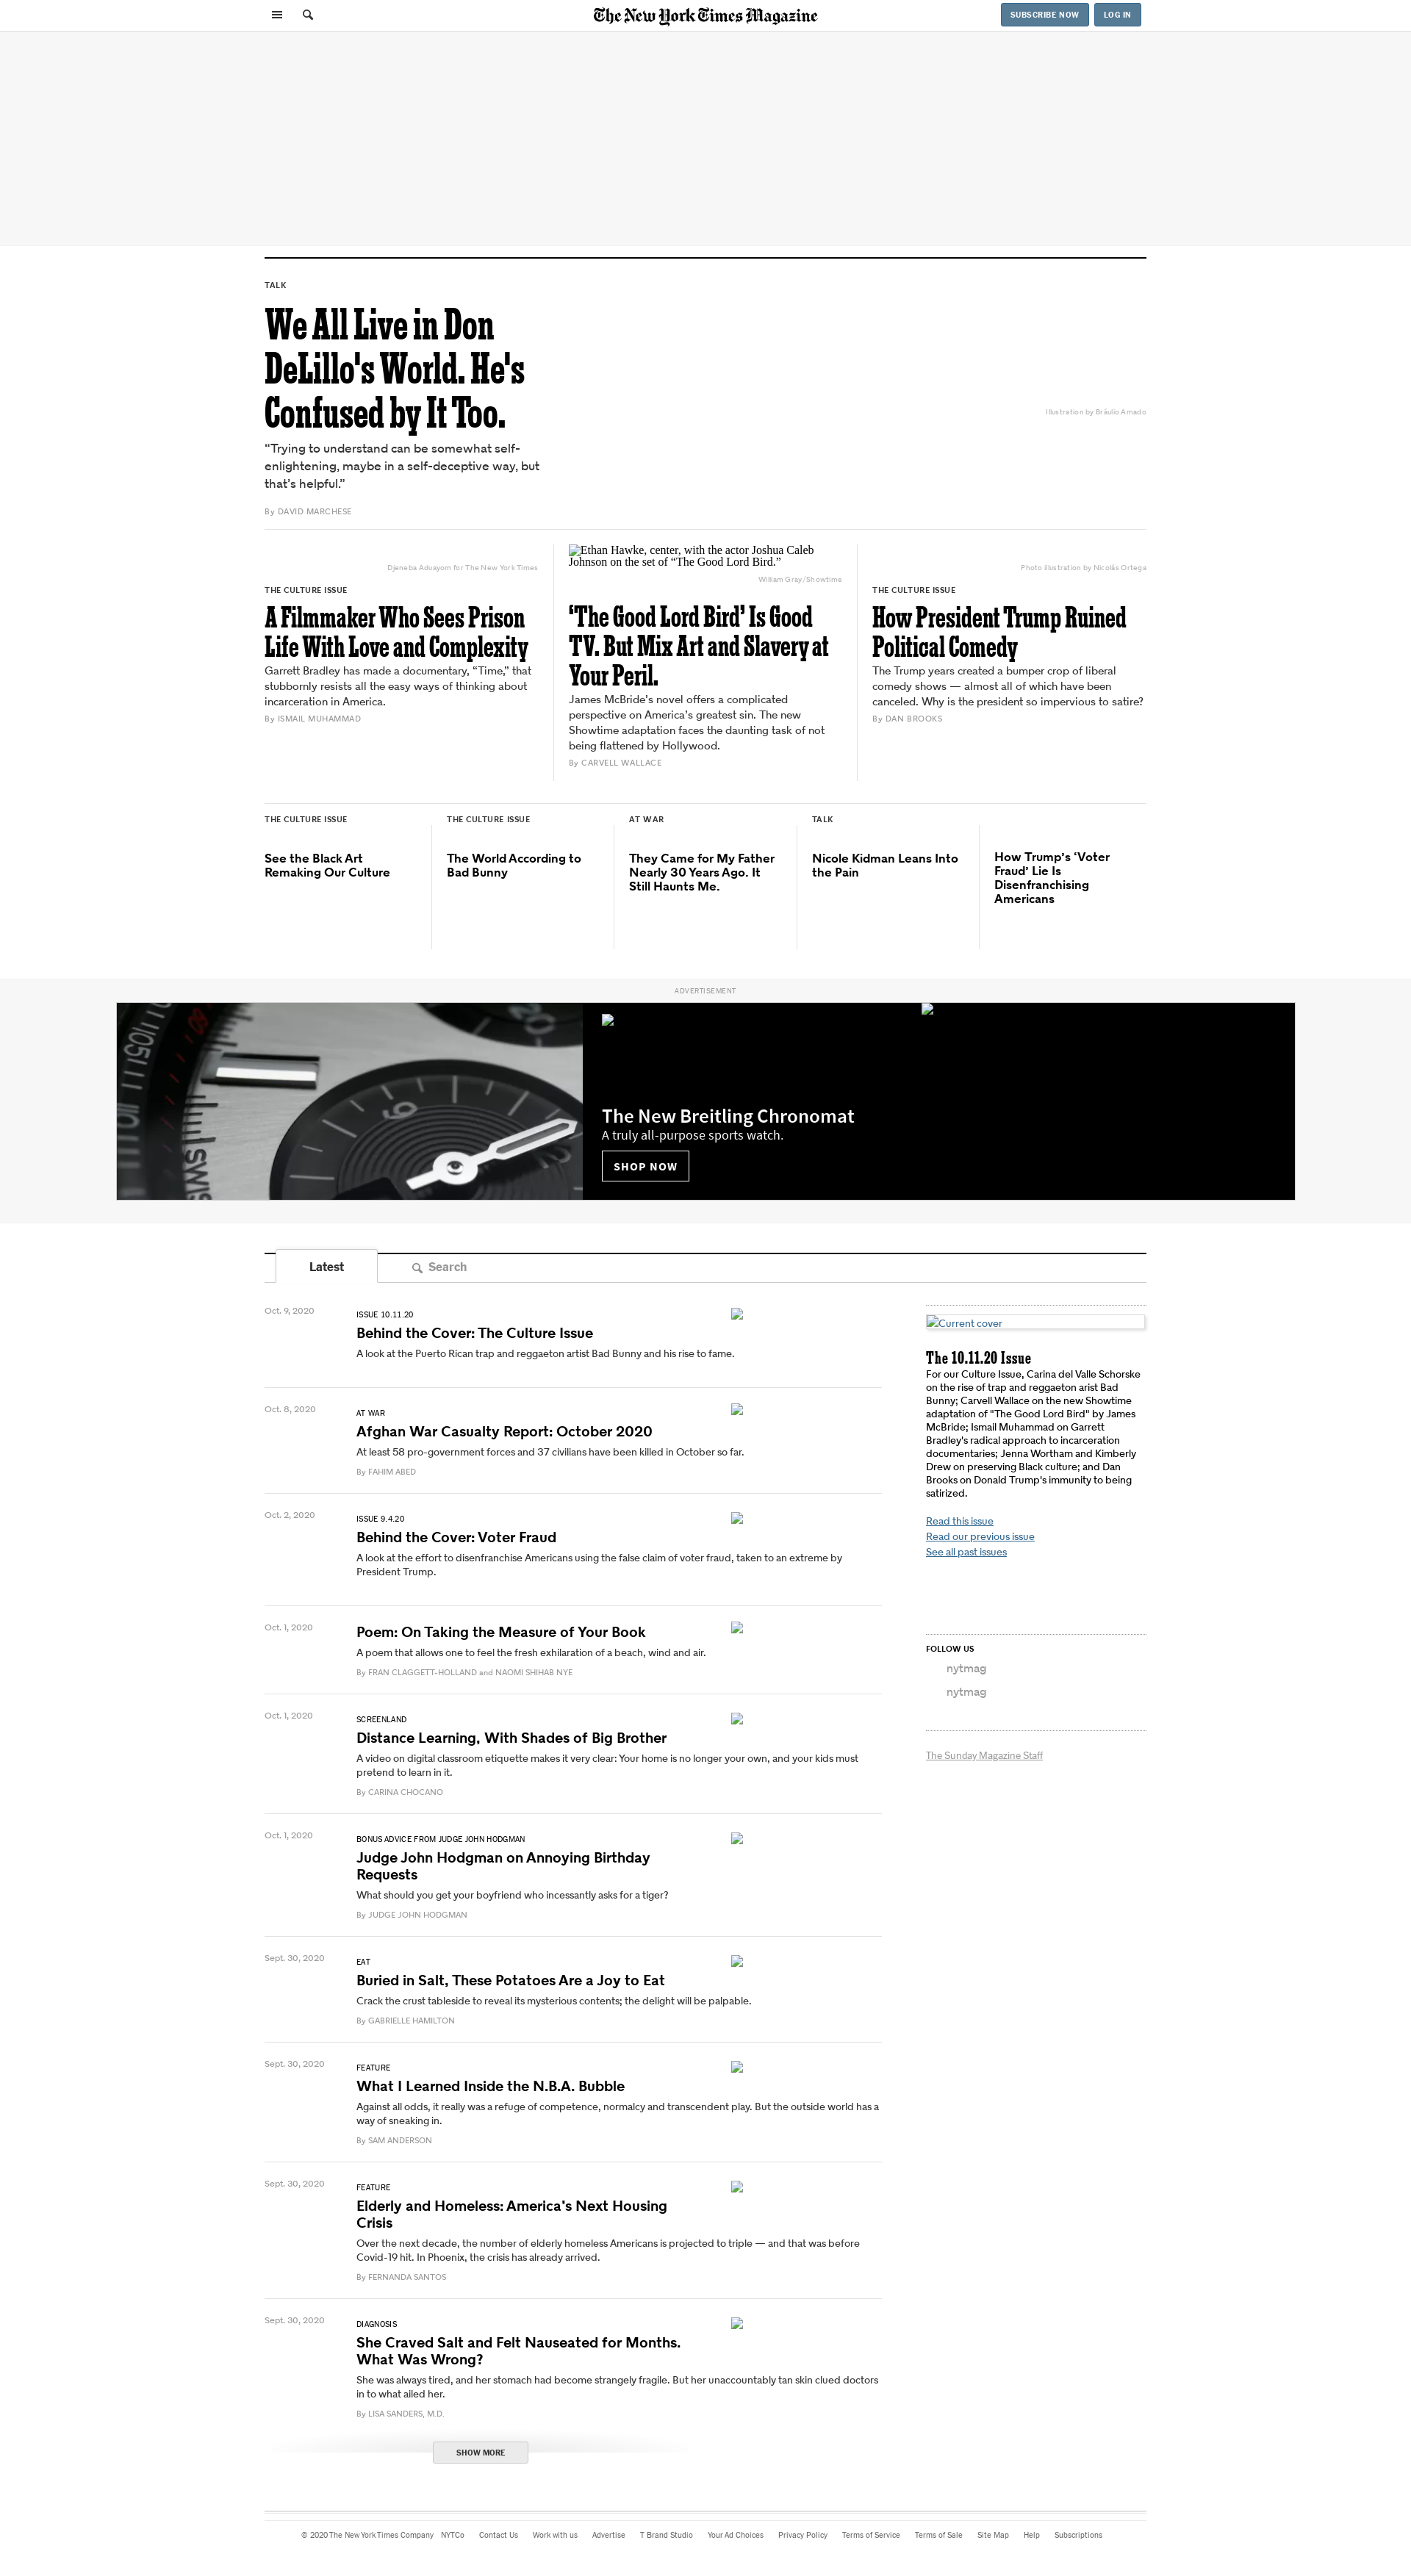 The New York Times Magazine
SUBSCRIBE NOW
LOG IN
TALK
We All Live in Don
DeLillo's World. He's
Confused by It Too.
“Trying to understand can be somewhat self-
enlightening, maybe in a self-deceptive way, but
that’s helpful.”
By DAVID MARCHESE
Illustration by Bráulio Amado
Djeneba Aduayom for The New York Times
THE CULTURE ISSUE
A Filmmaker Who Sees Prison
Life With Love and Complexity
Garrett Bradley has made a documentary, “Time,” that
stubbornly resists all the easy ways of thinking about
incarceration in America.
By ISMAIL MUHAMMAD
Ethan Hawke, center, with the actor Joshua Caleb
Johnson on the set of “The Good Lord Bird.”
William Gray/Showtime
‘The Good Lord Bird’ Is Good
TV. But Mix Art and Slavery at
Your Peril.
James McBride’s novel offers a complicated
perspective on America’s greatest sin. The new
Showtime adaptation faces the daunting task of not
being flattened by Hollywood.
By CARVELL WALLACE
Photo illustration by Nicolás Ortega
THE CULTURE ISSUE
How President Trump Ruined
Political Comedy
The Trump years created a bumper crop of liberal
comedy shows — almost all of which have been
canceled. Why is the president so impervious to satire?
By DAN BROOKS
THE CULTURE ISSUE
See the Black Art
Remaking Our Culture
THE CULTURE ISSUE
The World According to
Bad Bunny
AT WAR
They Came for My Father
Nearly 30 Years Ago. It
Still Haunts Me.
TALK
Nicole Kidman Leans Into
the Pain
How Trump’s ‘Voter
Fraud’ Lie Is
Disenfranchising
Americans
ADVERTISEMENT
SWISS
The New Breitling Chronomat
A truly all-purpose sports watch.
SHOP NOW
Latest
Search
Oct. 9, 2020
ISSUE 10.11.20
Behind the Cover: The Culture Issue
A look at the Puerto Rican trap and reggaeton artist Bad Bunny and his rise to fame.
Oct. 8, 2020
AT WAR
Afghan War Casualty Report: October 2020
At least 58 pro-government forces and 37 civilians have been killed in October so far.
By FAHIM ABED
Oct. 2, 2020
ISSUE 9.4.20
Behind the Cover: Voter Fraud
A look at the effort to disenfranchise Americans using the false claim of voter fraud, taken to an extreme by
President Trump.
Oct. 1, 2020
Poem: On Taking the Measure of Your Book
A poem that allows one to feel the fresh exhilaration of a beach, wind and air.
By FRAN CLAGGETT-HOLLAND and NAOMI SHIHAB NYE
Oct. 1, 2020
SCREENLAND
Distance Learning, With Shades of Big Brother
A video on digital classroom etiquette makes it very clear: Your home is no longer your own, and your kids must
pretend to learn in it.
By CARINA CHOCANO
Oct. 1, 2020
BONUS ADVICE FROM JUDGE JOHN HODGMAN
Judge John Hodgman on Annoying Birthday
Requests
What should you get your boyfriend who incessantly asks for a tiger?
By JUDGE JOHN HODGMAN
Sept. 30, 2020
EAT
Buried in Salt, These Potatoes Are a Joy to Eat
Crack the crust tableside to reveal its mysterious contents; the delight will be palpable.
By GABRIELLE HAMILTON
Sept. 30, 2020
FEATURE
What I Learned Inside the N.B.A. Bubble
Against all odds, it really was a refuge of competence, normalcy and transcendent play. But the outside world has a
way of sneaking in.
By SAM ANDERSON
Sept. 30, 2020
FEATURE
Elderly and Homeless: America’s Next Housing
Crisis
Over the next decade, the number of elderly homeless Americans is projected to triple — and that was before
Covid-19 hit. In Phoenix, the crisis has already arrived.
By FERNANDA SANTOS
Sept. 30, 2020
DIAGNOSIS
She Craved Salt and Felt Nauseated for Months.
What Was Wrong?
She was always tired, and her stomach had become strangely fragile. But her unaccountably tan skin clued doctors
in to what ailed her.
By LISA SANDERS, M.D.
SHOW MORE
Current cover
The 10.11.20 Issue
For our Culture Issue, Carina del Valle Schorske
on the rise of trap and reggaeton arist Bad
Bunny; Carvell Wallace on the new Showtime
adaptation of "The Good Lord Bird" by James
McBride; Ismail Muhammad on Garrett
Bradley's radical approach to incarceration
documentaries; Jenna Wortham and Kimberly
Drew on preserving Black culture; and Dan
Brooks on Donald Trump's immunity to being
satirized.
Read this issue
Read our previous issue
See all past issues
FOLLOW US
nytmag
nytmag
The Sunday Magazine Staff
© 2020 The New York Times Company NYTCo Contact Us Work with us Advertise T Brand Studio Your Ad Choices Privacy Policy Terms of Service Terms of Sale Site Map Help Subscriptions